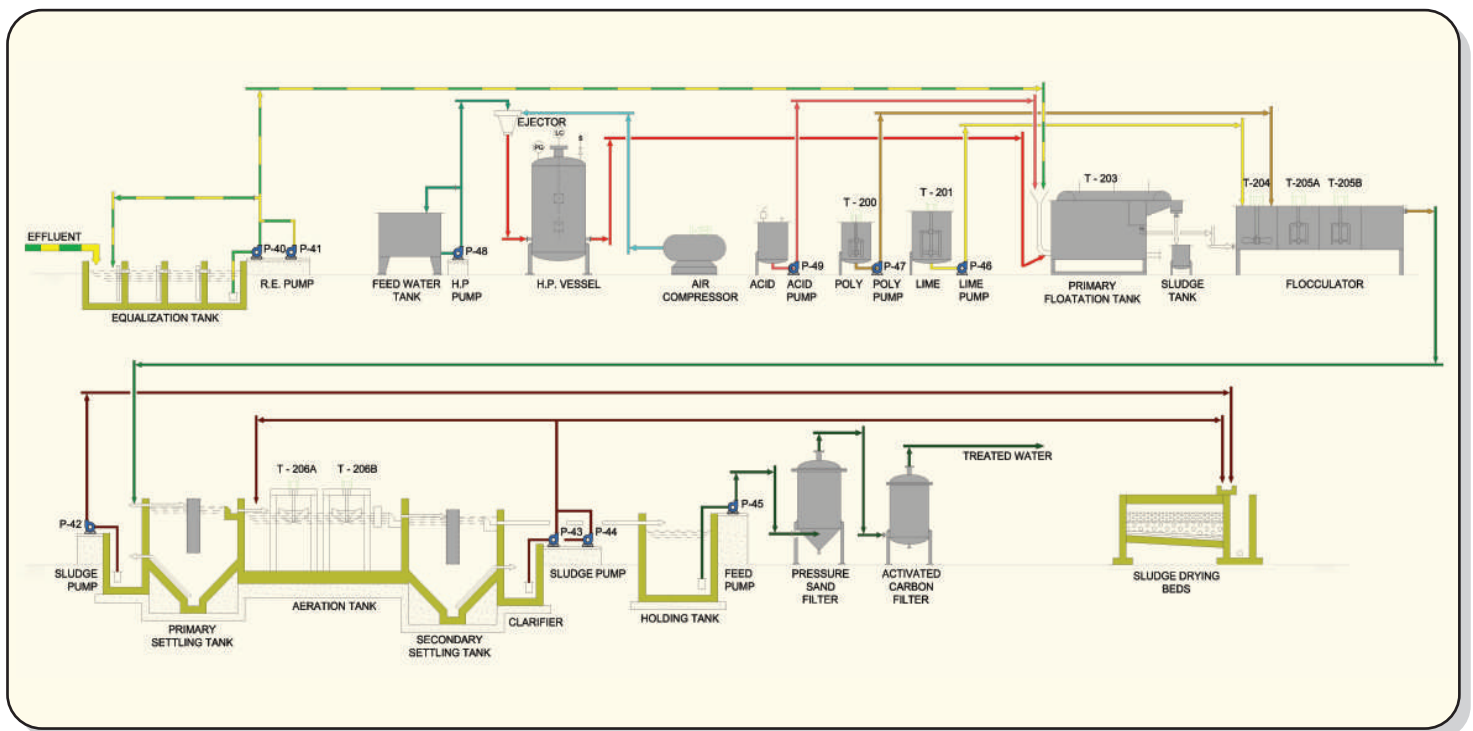 EJECTOR
PG
LC
S
T - 203
T - 200
T - 201
T-204
T-205A
T-205B
EFFLUENT
P-40
P-41
P-48
P-49
P-47
P-46
R.E. PUMP
FEED WATER
TANK
H.P
PUMP
H.P. VESSEL
AIR
COMPRESSOR
ACID
ACID
PUMP
POLY
POLY
PUMP
LIME
LIME
PUMP
PRIMARY
FLOATATION TANK
SLUDGE
TANK
FLOCCULATOR
EQUALIZATION TANK
TREATED WATER
T - 206A
T - 206B
P-42
P-43
P-44
P-45
SLUDGE
PUMP
AERATION TANK
SLUDGE PUMP
FEED
PUMP
PRESSURE
SAND
FILTER
ACTIVATED
CARBON
FILTER
SLUDGE DRYING
BEDS
PRIMARY
SETTLING TANK
SECONDARY
SETTLING TANK
CLARIFIER
HOLDING TANK